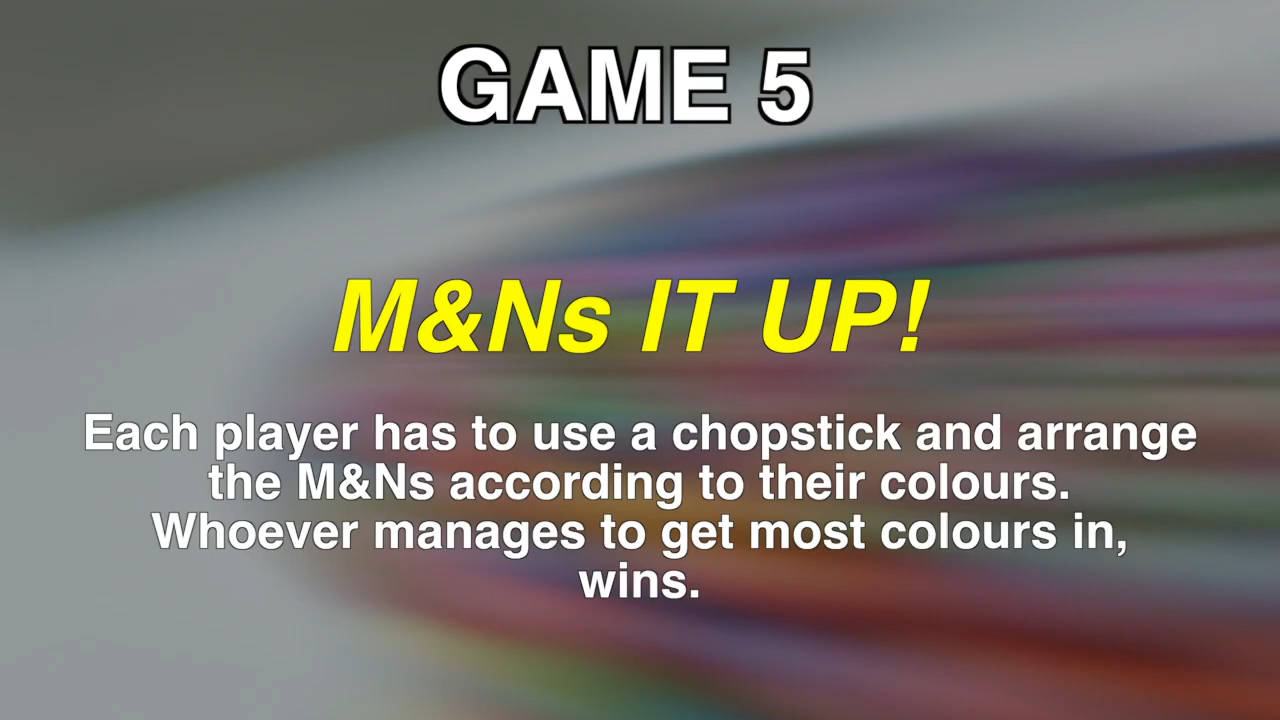 GAME 5
M&Ns IT UP!
Each player has to use a chopstick and arrange
the M&Ns according to their colours.
Whoever manages to get most colours in,
wins.